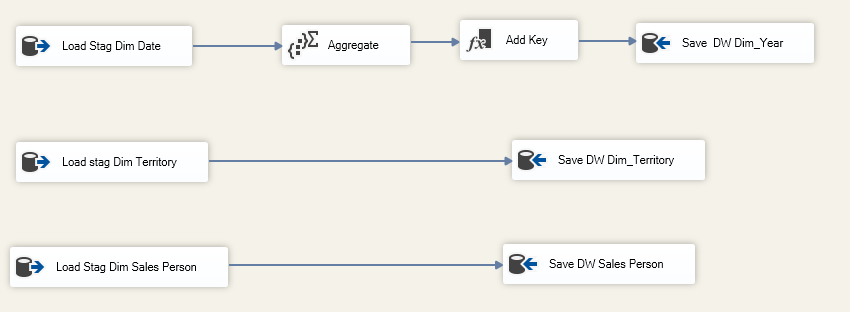 Load Stag Dim Date
Aggregate
Add Key
Save  DW Dim_Year
Load stag Dim Territory
Save DW Dim_Territory
Load Stag Dim Sales Person
Save DW Sales Person